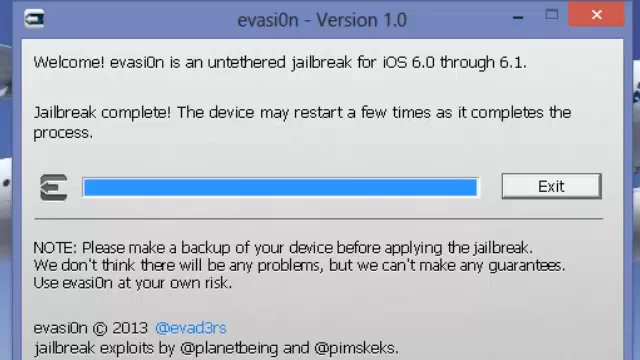 evasi0n - Version 1.0
Welcome! evasi0n is an untethered jailbreak for iOS 6.0 through 6.1.
Jailbreak complete! The device may restart a few times as it completes the
process.
Exit
NOTE: Please make a backup of your device before applying the jailbreak.
We don't think there will be any problems, but we can't make any guarantees.
Use evasi0n at your own risk.
evasi0n © 2013 @evad3rs
jailbreak exploits by @planetbeing and @pimskeks.